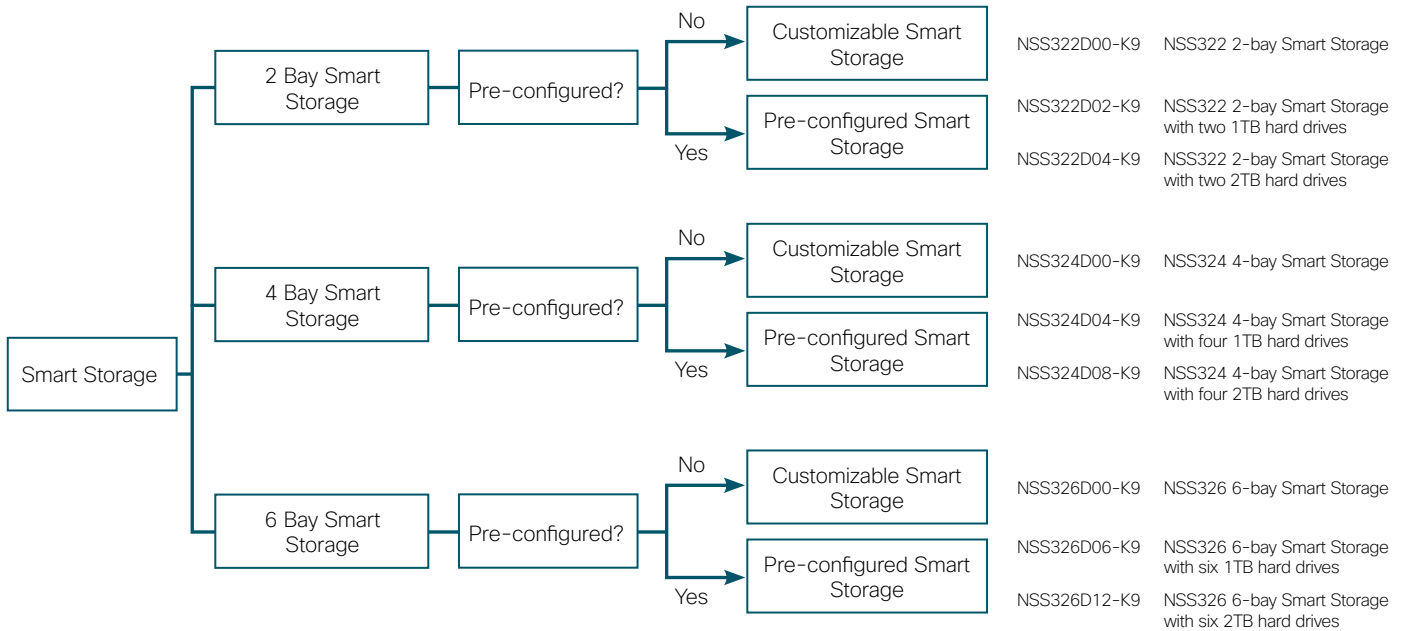 No
Customizable Smart
Storage
NSS322D00-K9 NSS322 2-bay Smart Storage
2 Bay Smart
Storage
Pre-configured?
Yes
Pre-configured Smart
Storage
NSS322D02-K9 NSS322 2-bay Smart Storage
with two 1TB hard drives
NSS322D04-K9 NSS322 2-bay Smart Storage
with two 2TB hard drives
No
Customizable Smart
Storage
NSS324D00-K9 NSS324 4-bay Smart Storage
4 Bay Smart
Storage
Pre-configured?
Yes
Pre-configured Smart
Storage
NSS324D04-K9 NSS324 4-bay Smart Storage
with four 1TB hard drives
NSS324D08-K9 NSS324 4-bay Smart Storage
with four 2TB hard drives
Smart Storage
No
Customizable Smart
Storage
NSS326D00-K9 NSS326 6-bay Smart Storage
6 Bay Smart
Storage
Pre-configured?
Yes
Pre-configured Smart
Storage
NSS326D06-K9 NSS326 6-bay Smart Storage
with six 1TB hard drives
NSS326D12-K9 NSS326 6-bay Smart Storage
with six 2TB hard drives